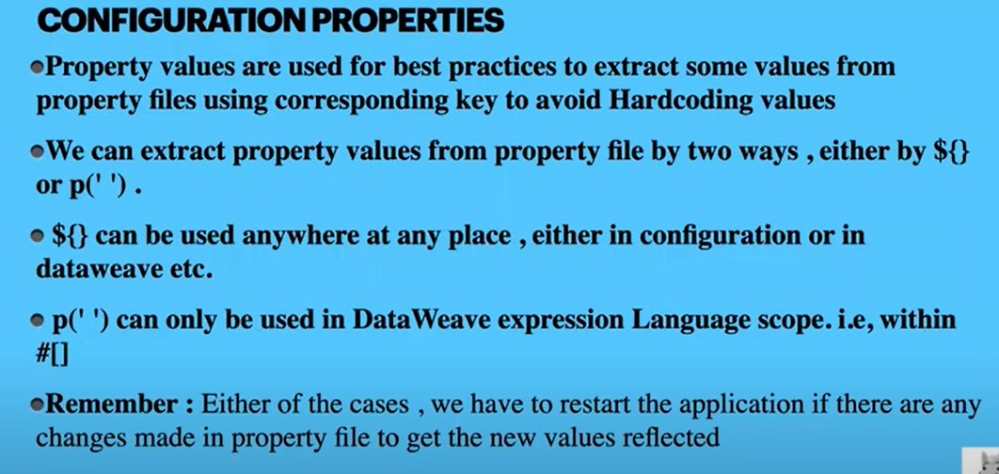 CONFIGURATION PROPERTIES
•Property values are used for best practices to extract some values from
property files using corresponding key to avoid Hardcoding values
•We can extract property values from property file by two ways , either by ${}
or p(' ') .
• ${} can be used anywhere at any place , either in configuration or in
dataweave etc.
• p(' ') can only be used in DataWeave expression Language scope. i.e, within
#[]
•Remember : Either of the cases , we have to restart the application if there are any
changes made in property file to get the new values reflected